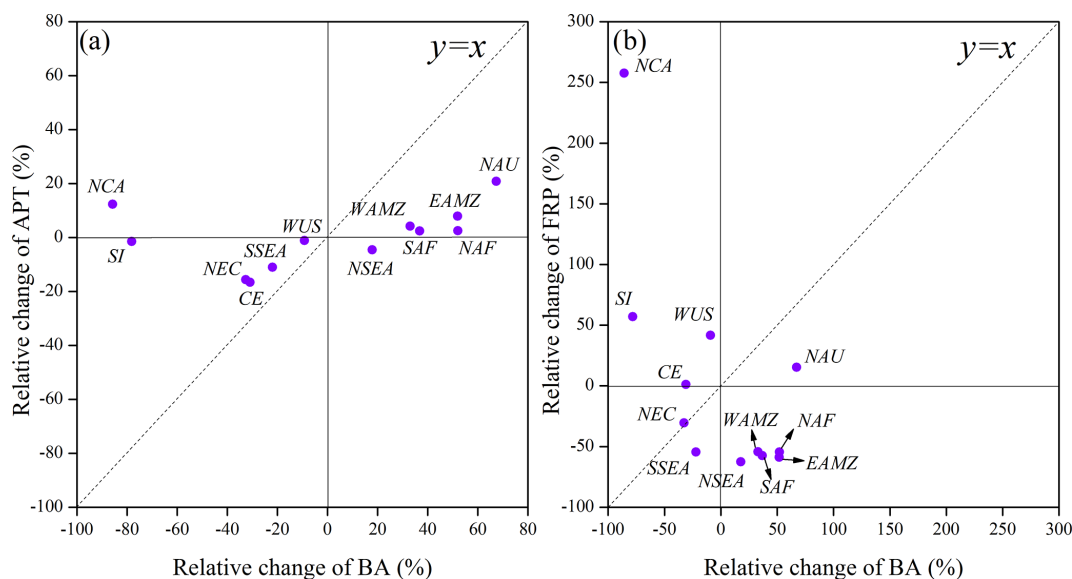 (a)
y=x
80
60
40
20
0
-20
-40
-60
-80
-100
Relative change of APT (%)
NCA
SI
NEC
CE
SSEA
WUS
NSEA
WAMZ
SAF
EAMZ
NAF
NAU
-100 -80 -60 -40 -20 0 20 40 60 80
Relative change of BA (%)
(b)
y=x
300
250
200
150
100
50
0
-50
-100
Relative change of FRP (%)
NCA
SI
WUS
CE
NAU
NEC
WAMZ
NAF
SSEA
NSEA
SAF
EAMZ
-100 -50 0 50 100 150 200 250 300
Relative change of BA (%)